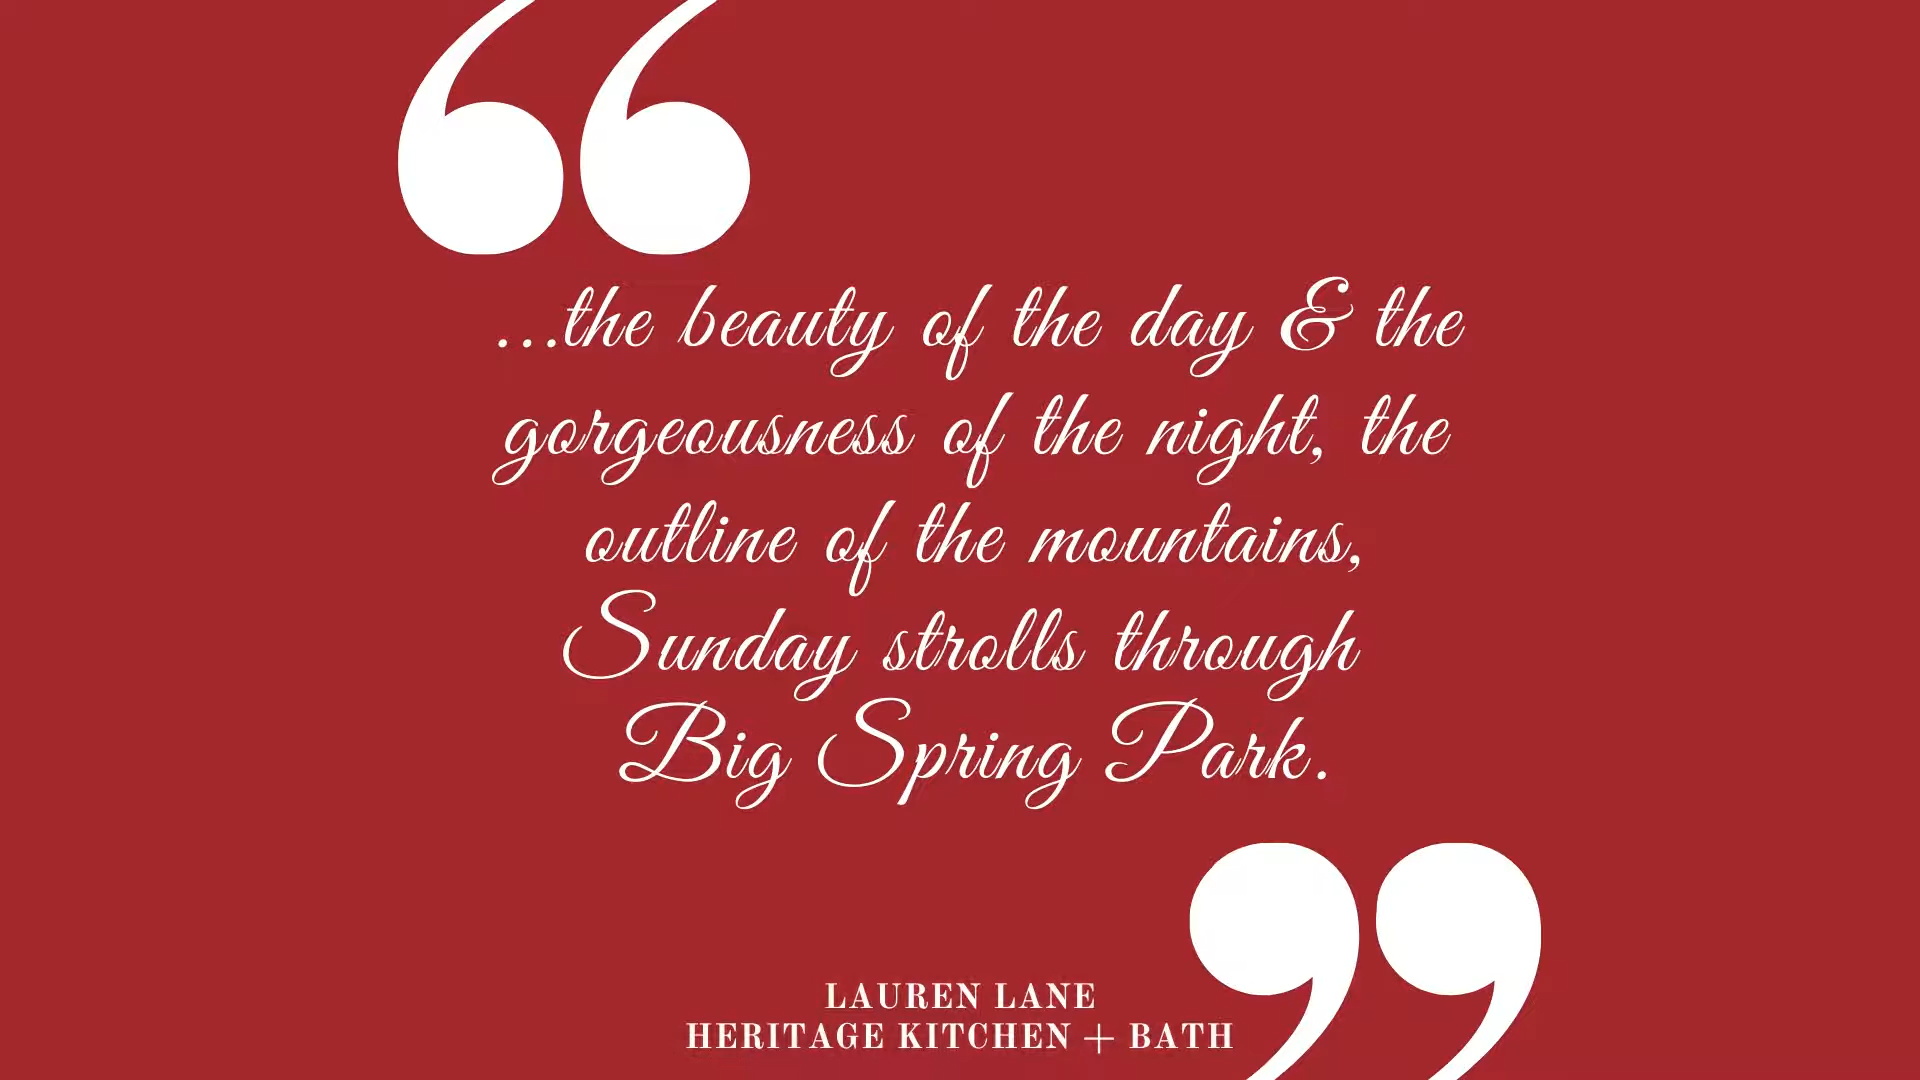 ...the beauty of the day & the
gorgeousness of the night, the
outline of the mountains,
Sunday strolls through
Big Spring Park.
LAUREN LANE
HERITAGE KITCHEN + BATH